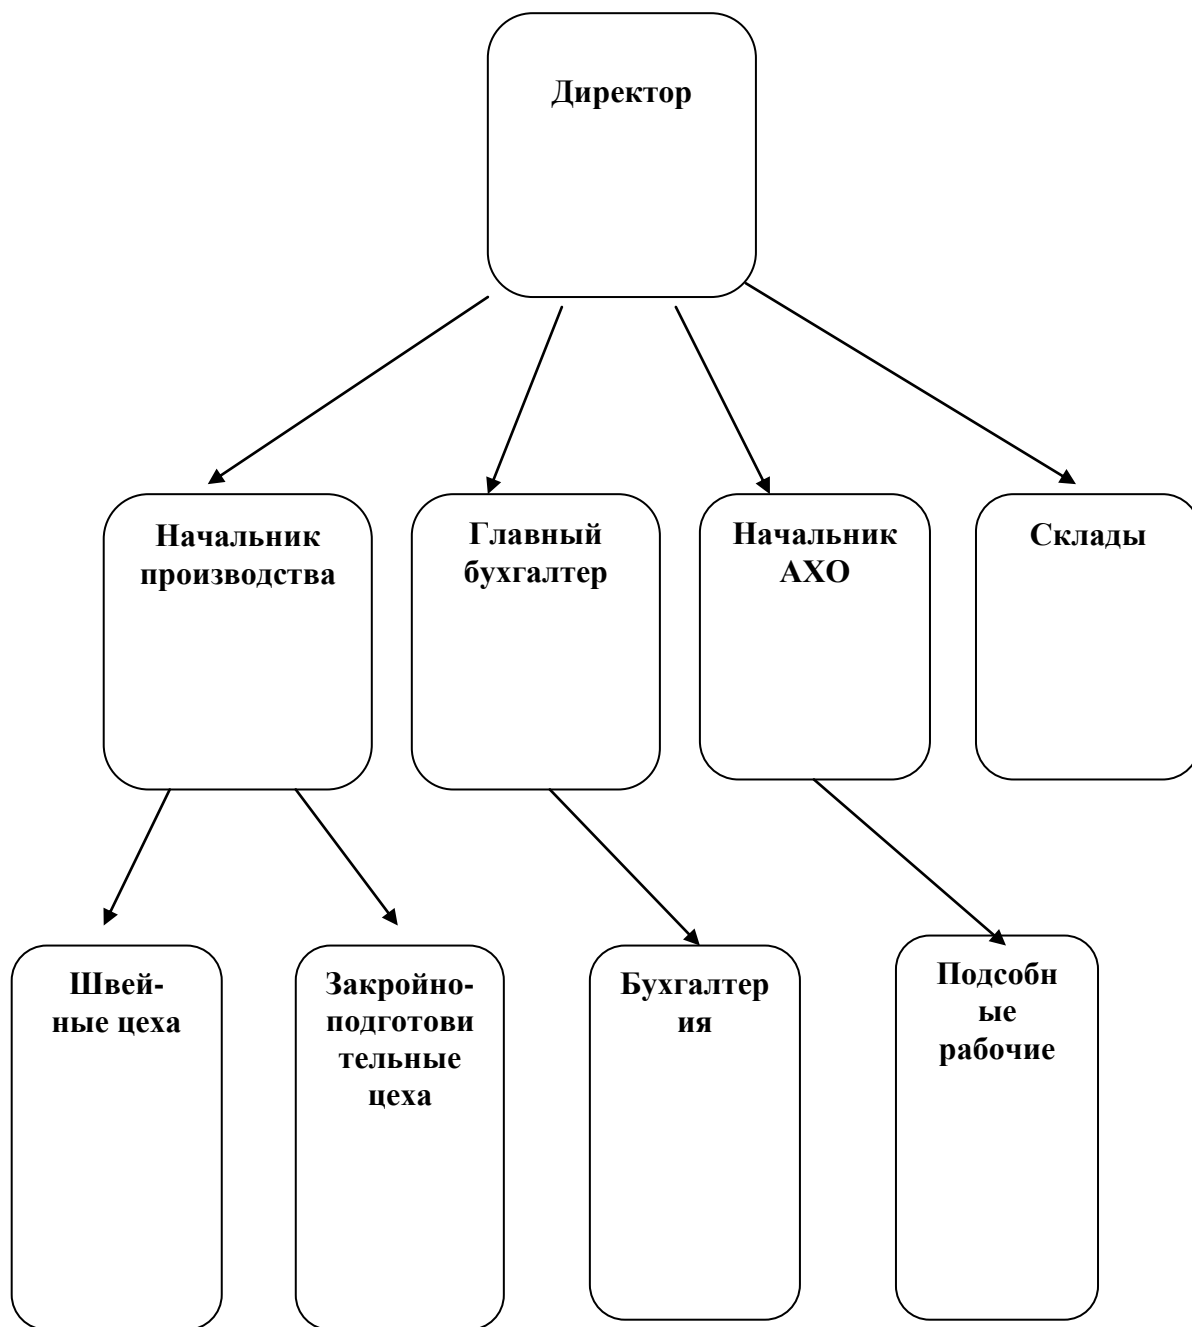 Директор
Начальник
производства
Главный
бухгалтер
Начальник
АХО
Склады
Швей-
ные цеха
Закройно-
подготови
тельные
цеха
Бухгалтер
ия
Подсобн
ые
рабочие